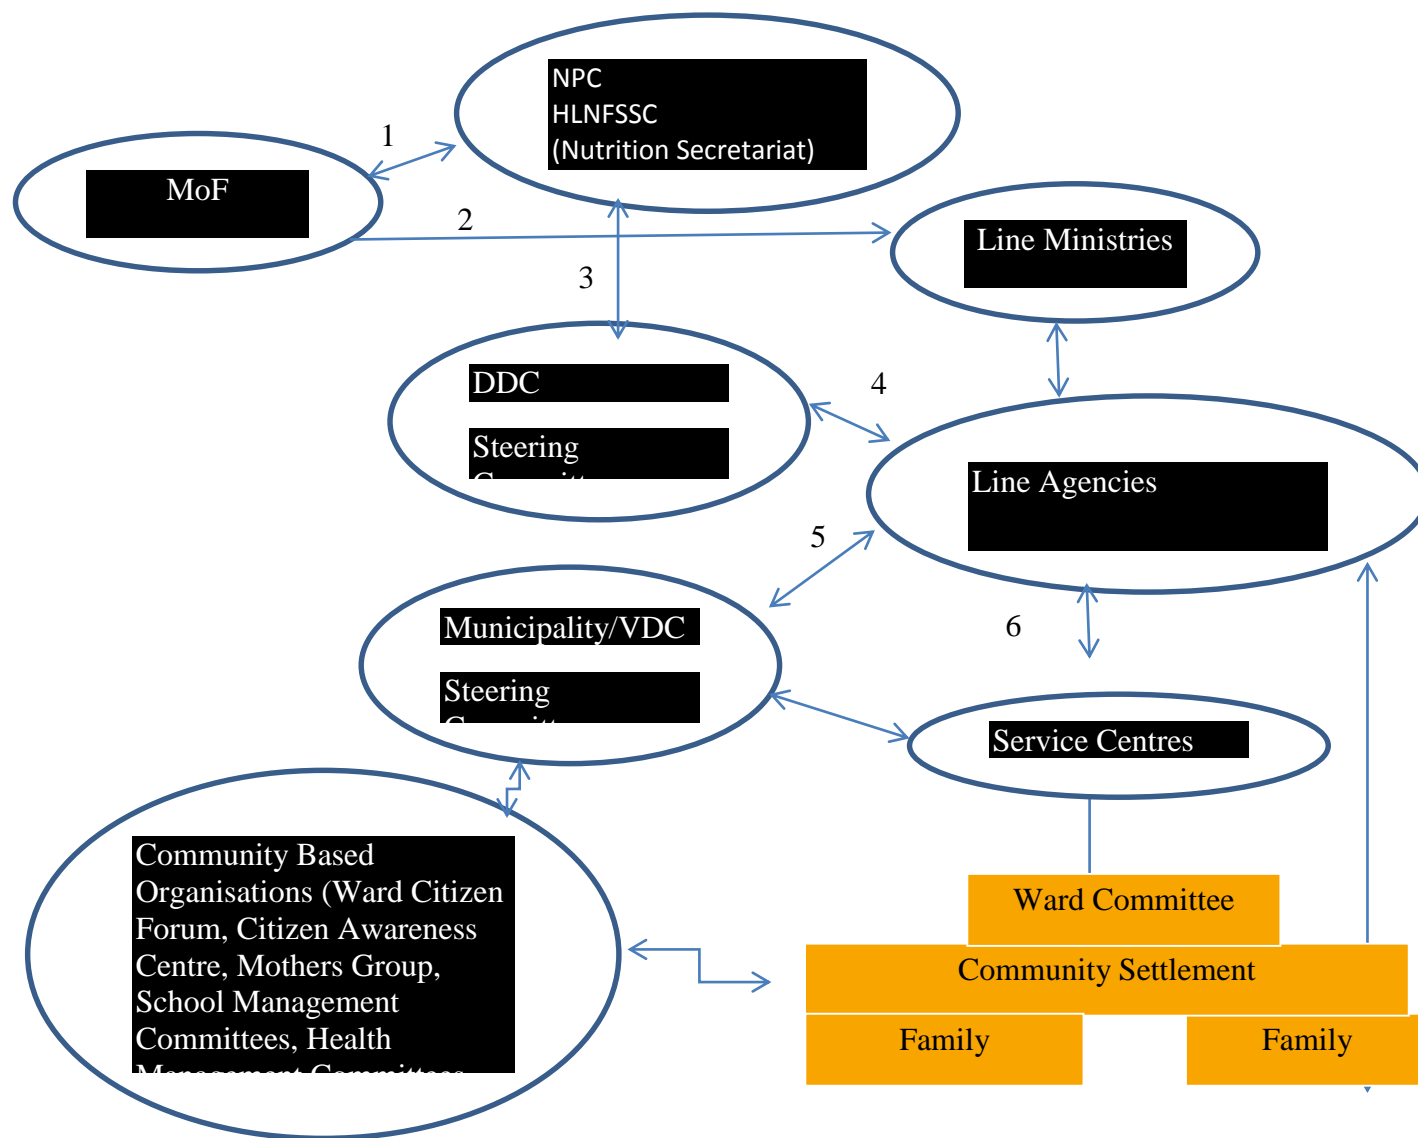 NPC
HLNFSSC
(Nutrition Secretariat)
1
MoF
2
Line Ministries
3
DDC
Steering
4
Line Agencies
5
Municipality/VDC
Steering
6
Service Centres
Community Based
Organisations (Ward Citizen
Forum, Citizen Awareness
Centre, Mothers Group,
School Management
Committees, Health
Management Committees
Ward Committee
Community Settlement
Family
Family